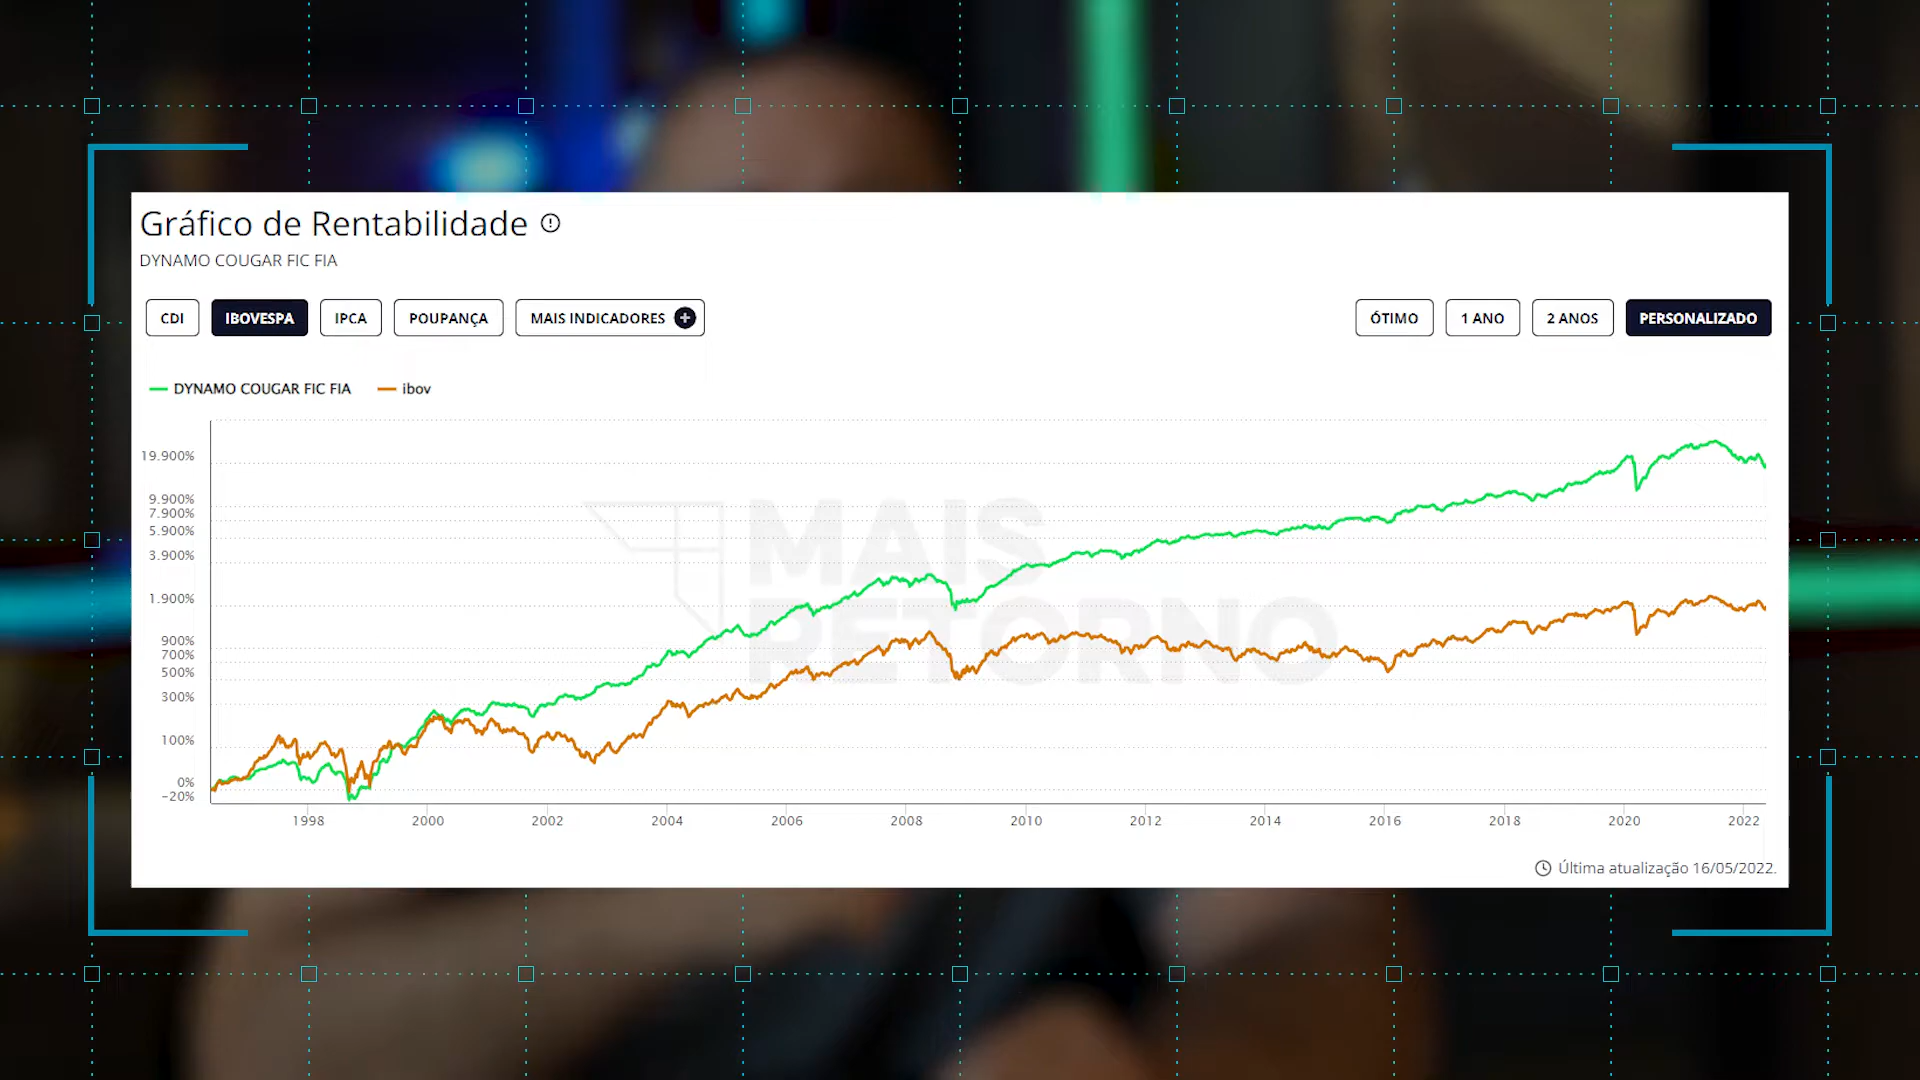 Gráfico de Rentabilidade
DYNAMO COUGAR FIC FIA
CDI IBOVESPA IPCA POUPANÇA MAIS INDICADORES ÓTIMO 1 ANO 2 ANOS PERSONALIZADO
DYNAMO COUGAR FIC FIA ibov
19.900%
9.900%
7.900%
5.900%
3.900%
1.900%
900%
700%
500%
300%
100%
0%
−20%
MAIS
RETORNO
1998 2000 2002 2004 2006 2008 2010 2012 2014 2016 2018 2020 2022
Última atualização 16/05/2022.